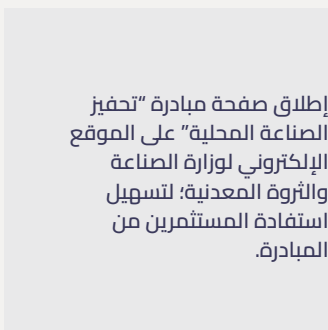 إطلاق صفحة مبادرة “تحفيز
الصناعة المحلية” على الموقع
الإلكتروني لوزارة الصناعة
والثروة المعدنية؛ لتسهيل
استفادة المستثمرين من
المبادرة.